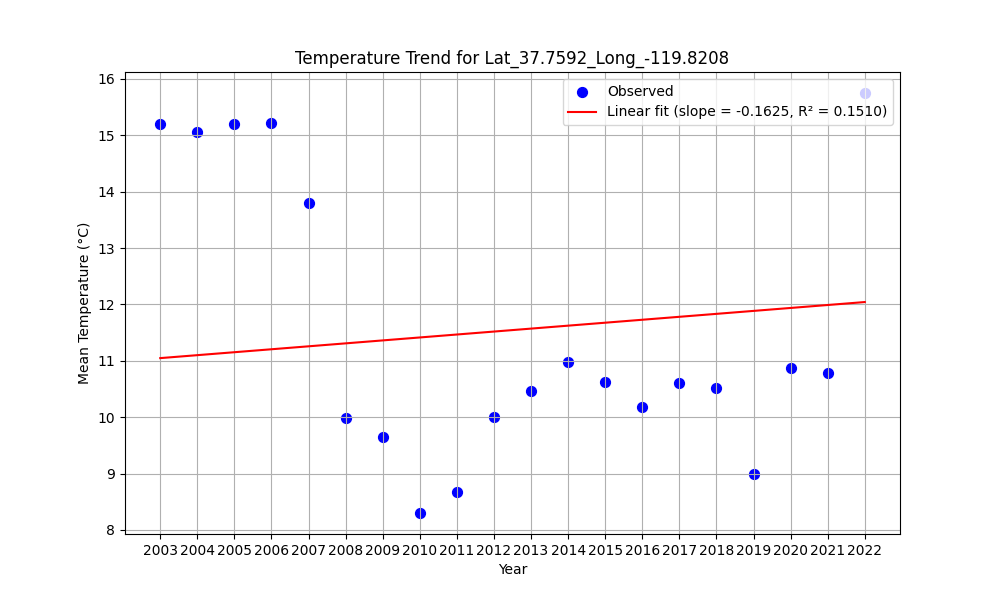 Temperature Trend for Lat_37.7592_Long_-119.8208
Observed
Linear fit (slope = -0.1625, R² = 0.1510)
Mean Temperature (°C)
16
15
14
13
12
11
10
9
8
2003 2004 2005 2006 2007 2008 2009 2010 2011 2012 2013 2014 2015 2016 2017 2018 2019 2020 2021 2022
Year